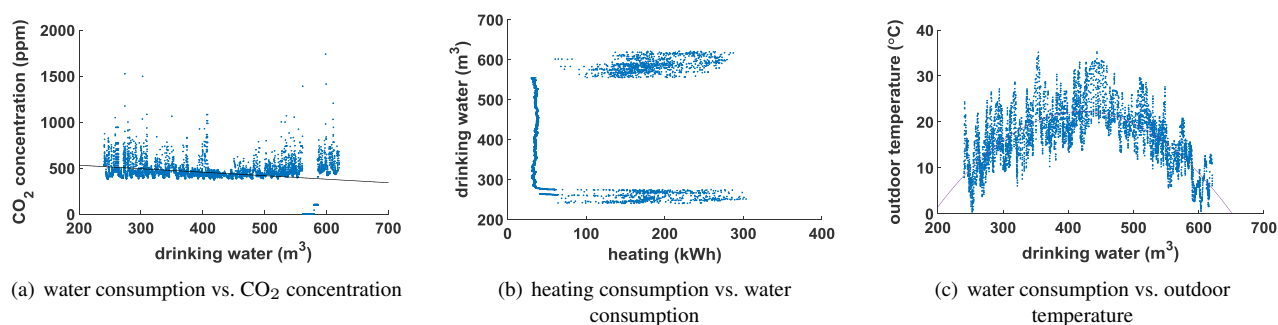 2000
1500
1000
500
0
200 300 400 500 600 700
CO2 concentration (ppm)
drinking water (m³)
(a) water consumption vs. CO2 concentration
700
600
500
400
300
200
0 100 200 300 400
drinking water (m³)
heating (kWh)
(b) heating consumption vs. water
consumption
40
30
20
10
0
200 300 400 500 600 700
outdoor temperature (°C)
drinking water (m³)
(c) water consumption vs. outdoor
temperature